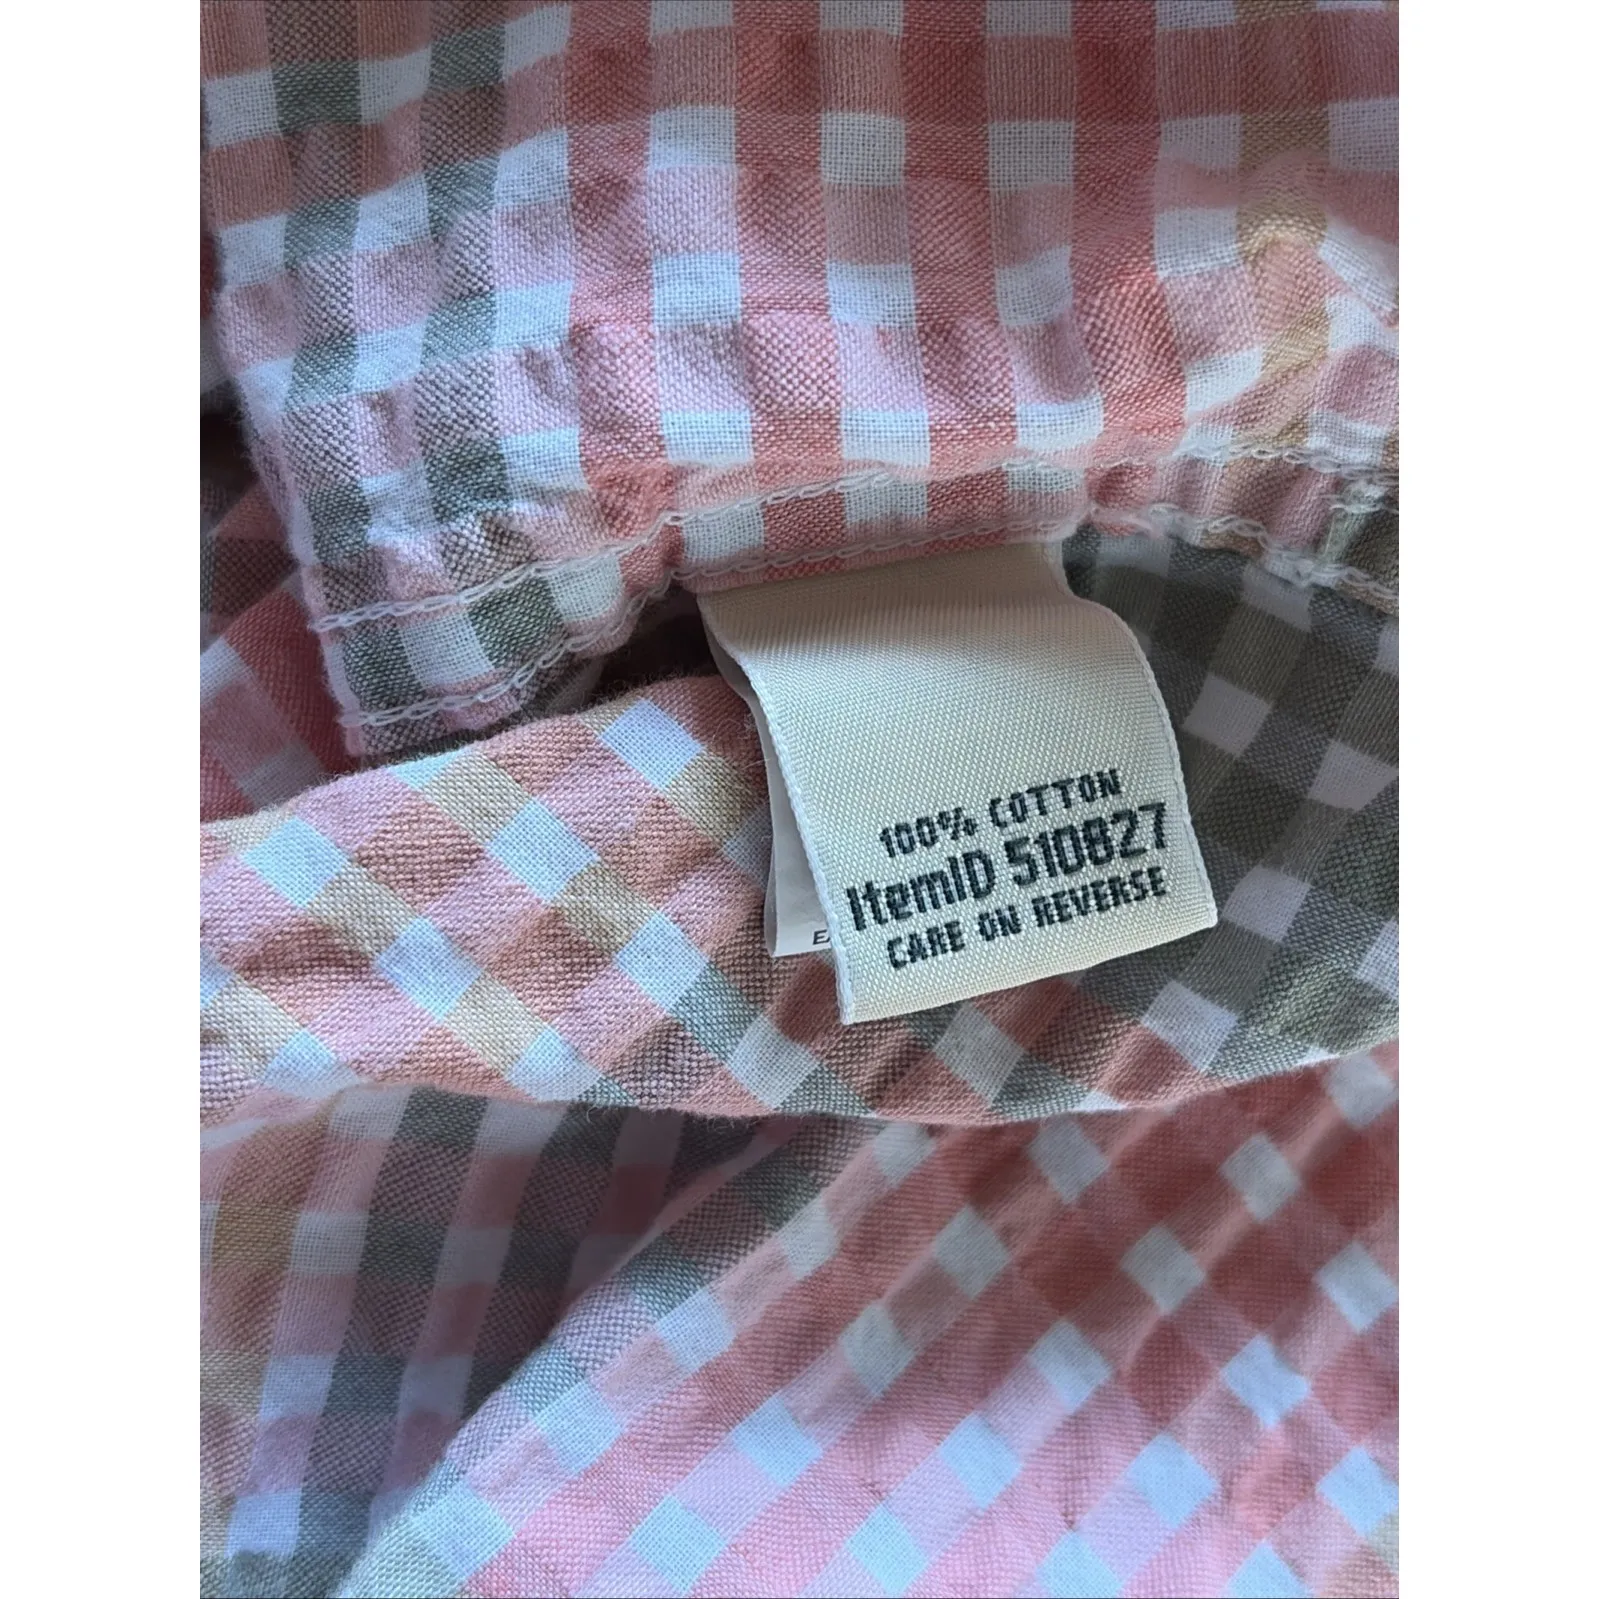 100% COTTON
ItemID 510827
CARE ON REVERSE